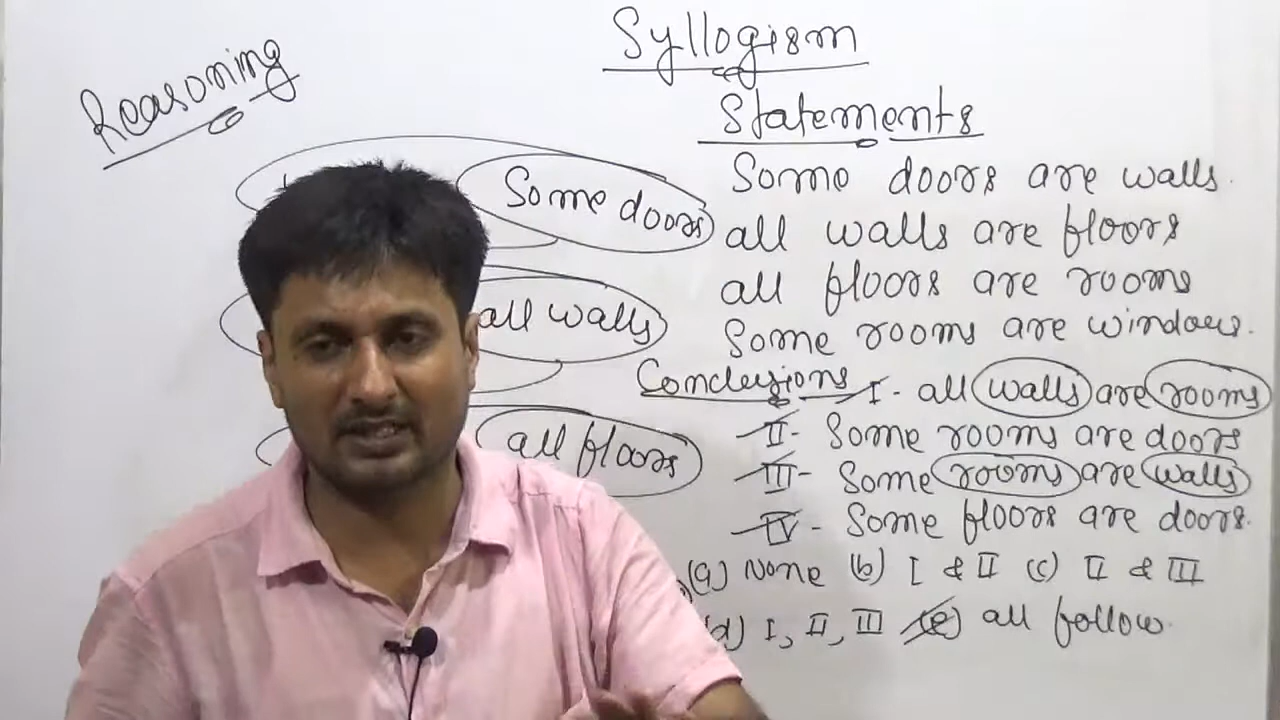 Reasoning
Syllogism
Statements
Some doors are walls.
all walls are floors
all floors are rooms
Some rooms are windows.
Conclusions
I - all walls are rooms
II - Some rooms are doors
III - Some rooms are walls
IV - Some floors are doors.
(a) None (b) I & II (c) II & III
(d) I, II, III (e) all follow.
Some doors
all walls
all floors